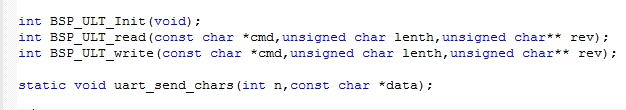 int BSP_ULT_Init(void);
int BSP_ULT_read(const char *cmd,unsigned char lenth,unsigned char** rev);
int BSP_ULT_write(const char *cmd,unsigned char lenth,unsigned char** rev);
static void uart_send_chars(int n,const char *data);